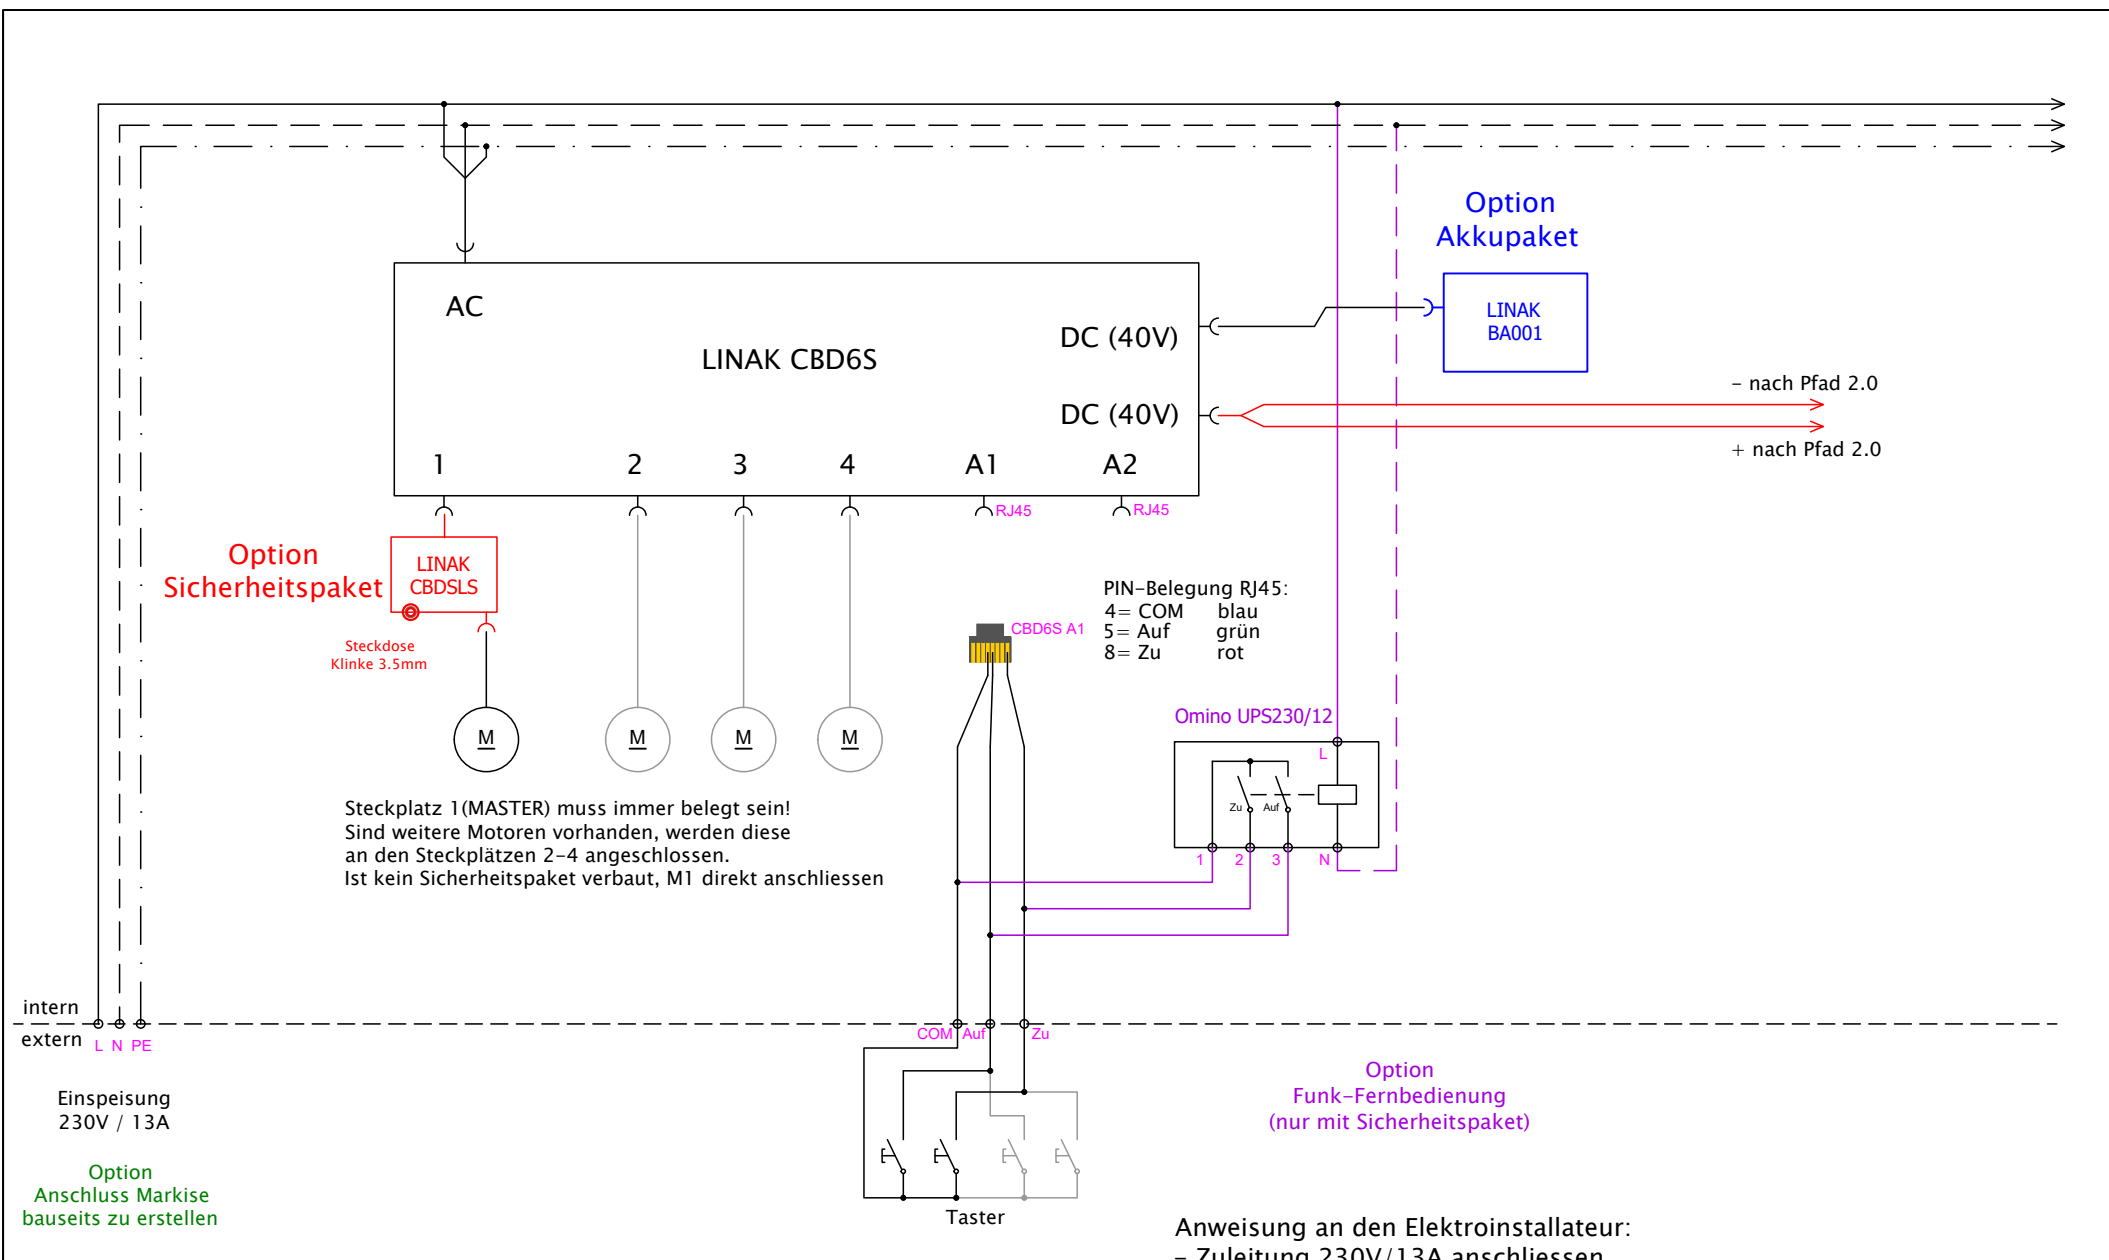 Option
Akkupaket
AC
LINAK CBD6S
DC (40V)
LINAK
BA001
DC (40V)
- nach Pfad 2.0
+ nach Pfad 2.0
1
2
3
4
A1
A2
RJ45
RJ45
Option
Sicherheitspaket
LINAK
CBDSLS
Steckdose
Klinke 3.5mm
PIN-Belegung RJ45:
4= COM blau
5= Auf grün
8= Zu rot
CBD6S A1
M
M
M
M
Omino UPS230/12
L
Zu
Auf
1
2
3
N
Steckplatz 1(MASTER) muss immer belegt sein!
Sind weitere Motoren vorhanden, werden diese
an den Steckplätzen 2-4 angeschlossen.
Ist kein Sicherheitspaket verbaut, M1 direkt anschliessen
intern
extern
L N PE
COM Auf Zu
Einspeisung
230V / 13A
Option
Anschluss Markise
bauseits zu erstellen
Taster
Option
Funk-Fernbedienung
(nur mit Sicherheitspaket)
Anweisung an den Elektroinstallateur:
- Zuleitung 230V/13A anschliessen